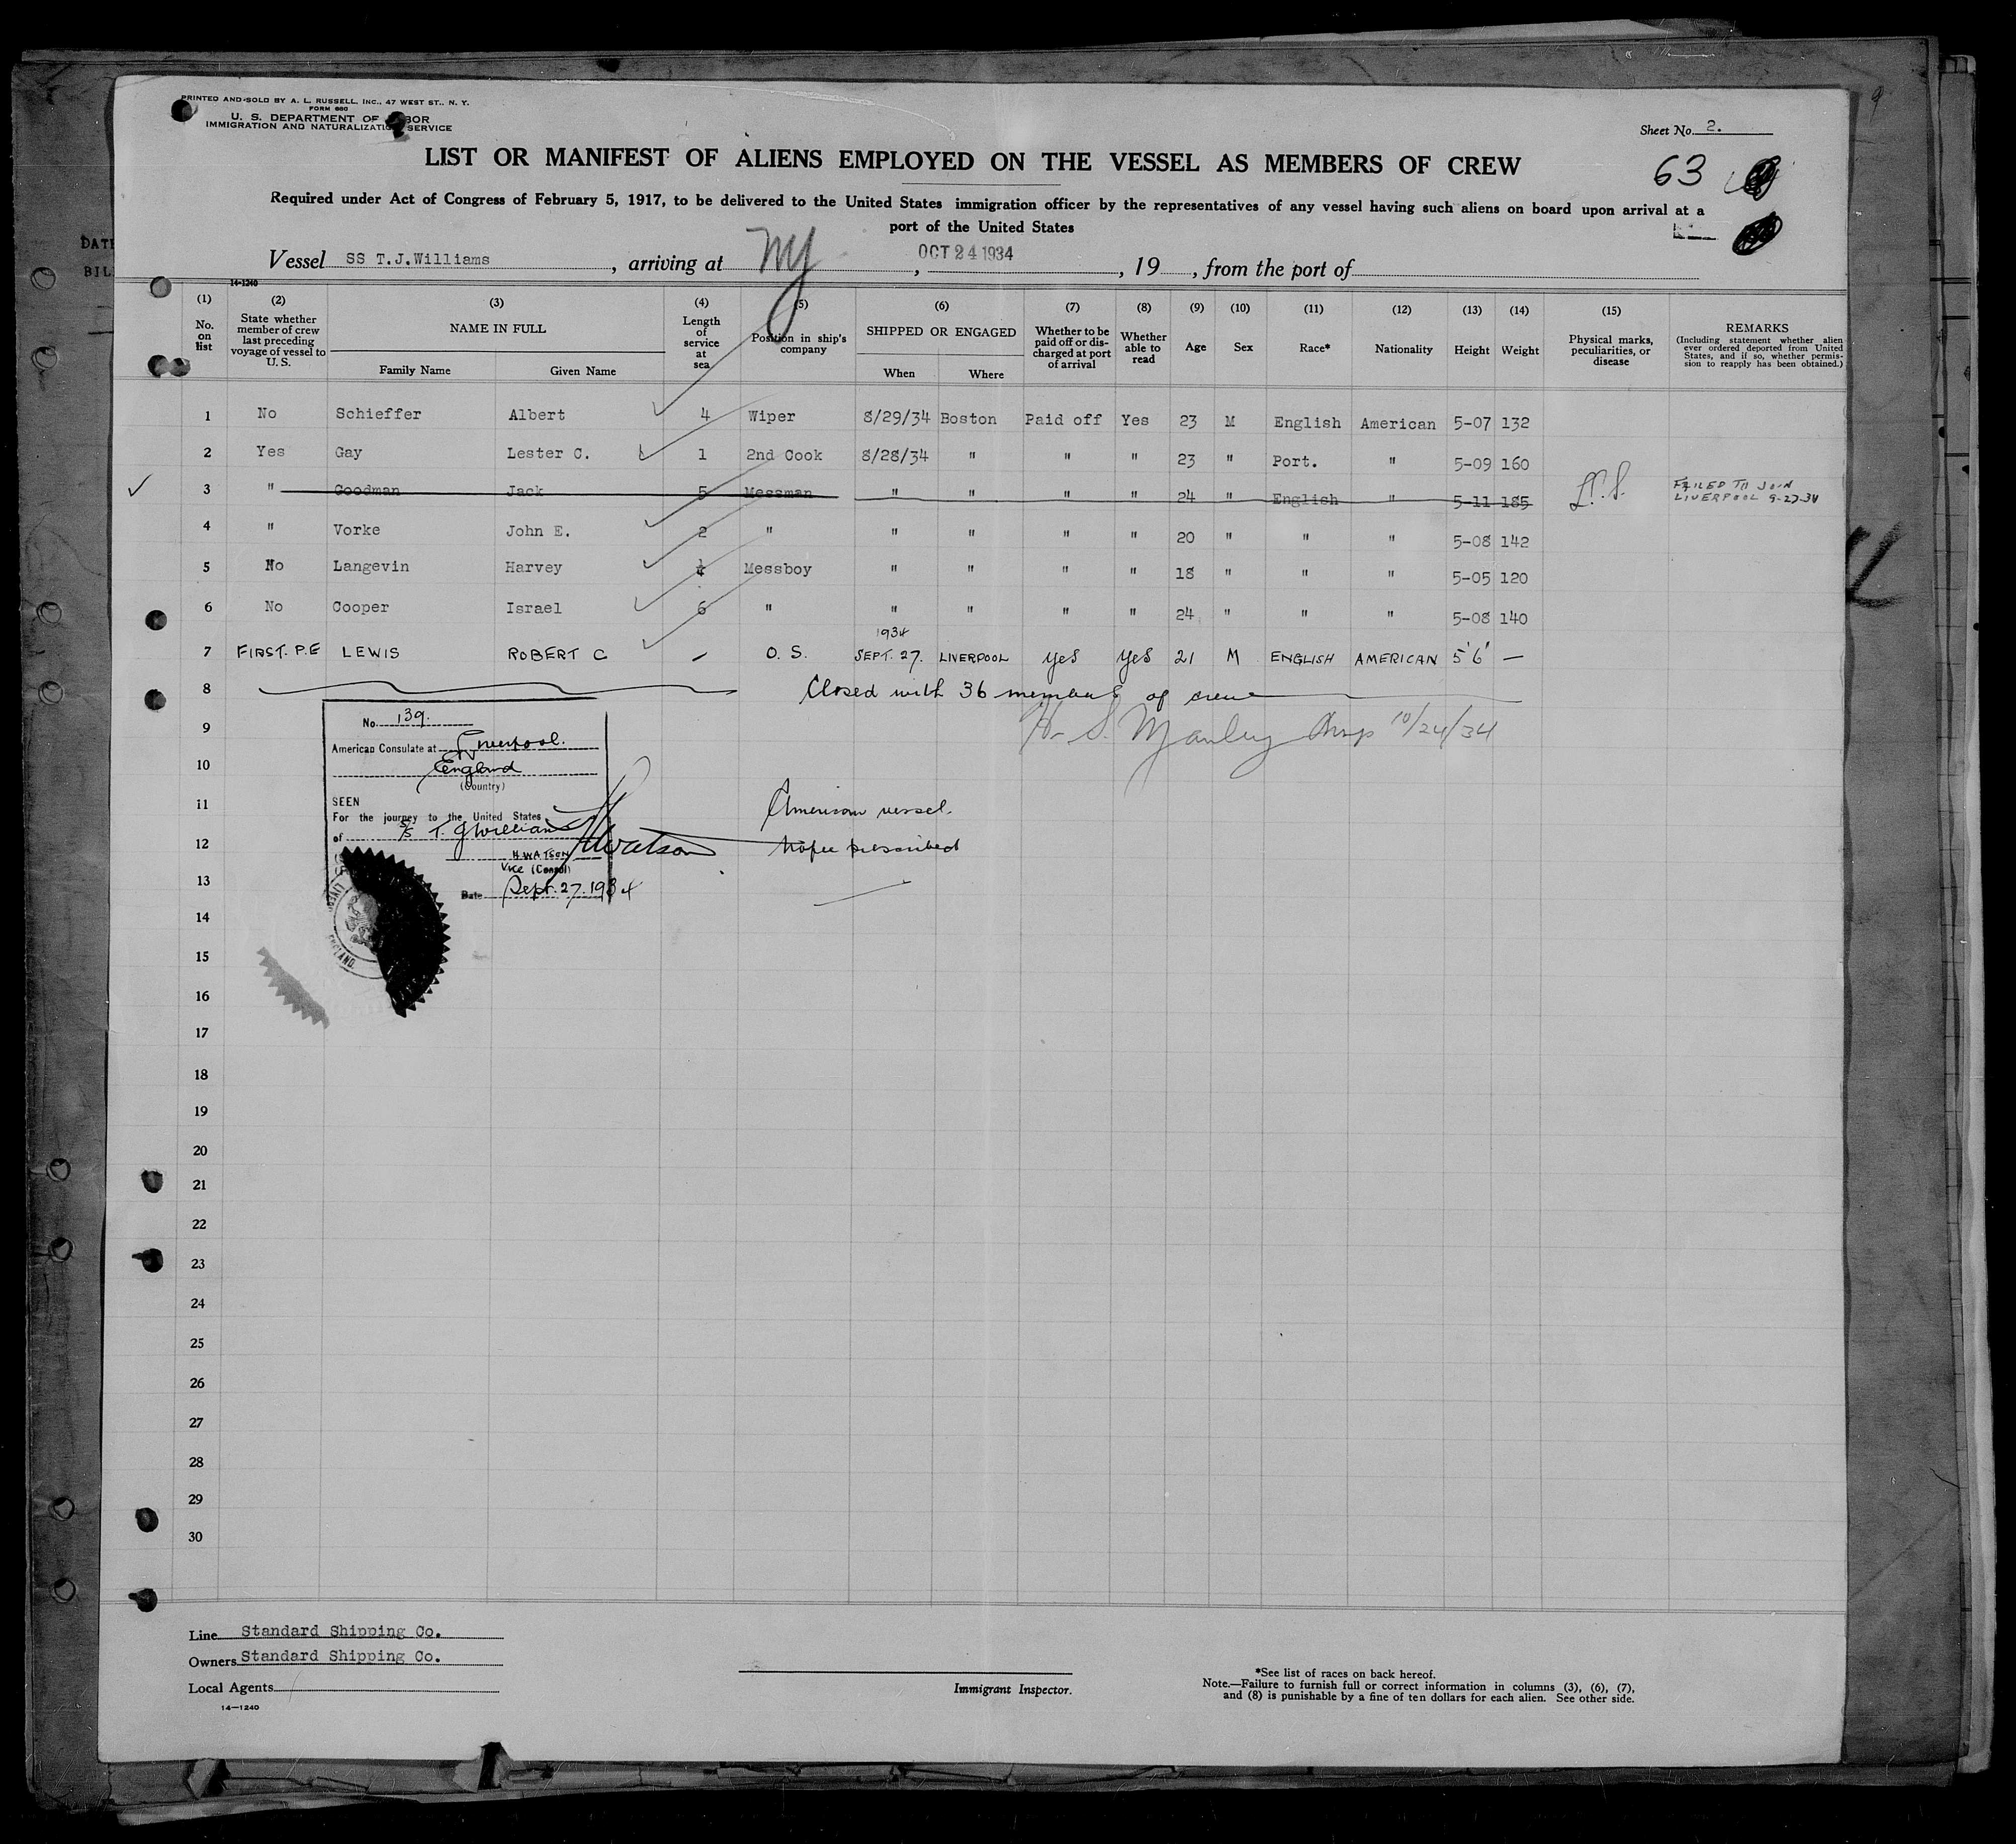 PRINTED AND SOLD BY A. L. RUSSELL, INC., 47 WEST ST., N. Y.
FORM 680
U. S. DEPARTMENT OF LABOR
IMMIGRATION AND NATURALIZATION SERVICE
Sheet No. 2.
LIST OR MANIFEST OF ALIENS EMPLOYED ON THE VESSEL AS MEMBERS OF CREW
63
Required under Act of Congress of February 5, 1917, to be delivered to the United States immigration officer by the representatives of any vessel having such aliens on board upon arrival at a
port of the United States
DATE
BIL
Vessel SS T.J.Williams, arriving at NY, OCT 24 1934, 19 , from the port of
14-1240
(1) No. on list (2) State whether member of crew last preceding voyage of vessel to U. S. (3) NAME IN FULL Family Name Given Name (4) Length of service at sea (5) Position in ship's company (6) SHIPPED OR ENGAGED When Where (7) Whether to be paid off or discharged at port of arrival (8) Whether able to read (9) Age (10) Sex (11) Race* (12) Nationality (13) Height (14) Weight (15) Physical marks, peculiarities, or disease REMARKS (Including statement whether alien ever ordered deported from United States, and if so, whether permission to reapply has been obtained.)
1 No Schieffer Albert 4 Wiper 8/29/34 Boston Paid off Yes 23 M English American 5-07 132
2 Yes Gay Lester C. 1 2nd Cook 8/28/34 " " " 23 " Port. " 5-09 160
3 " Goodman Jack 5 Messman " " " " 24 " English " 5-11 185 FAILED TO JOIN
LIVERPOOL 9-27-34
4 " Vorke John E. 2 " " " " " 20 " " " 5-08 142
5 No Langevin Harvey Messboy " " " " 18 " " " 5-05 120
6 No Cooper Israel 6 " " " " " 24 " " " 5-08 140
1934
7 FIRST. P.E LEWIS ROBERT C — O. S. SEPT. 27. LIVERPOOL yes yes 21 M ENGLISH AMERICAN 5'6' —
8 Closed with 36 members of crew
9 H. S. Manley Insp 10/24/34
No. 139.
American Consulate at Liverpool.
England
(Country)
SEEN
For the journey to the United States
of S/S T. J Williams
HWatson
H. WATSON
Vice (Consul)
Date Sept. 27. 1934
LIVER
ENGLAND.
American vessel.
No fee prescribed
10
11
12
13
14
15
16
17
18
19
20
21
22
23
24
25
26
27
28
29
30
Line Standard Shipping Co.
Owners Standard Shipping Co.
Local Agents
14—1240
Immigrant Inspector.
*See list of races on back hereof.
Note.—Failure to furnish full or correct information in columns (3), (6), (7),
and (8) is punishable by a fine of ten dollars for each alien. See other side.